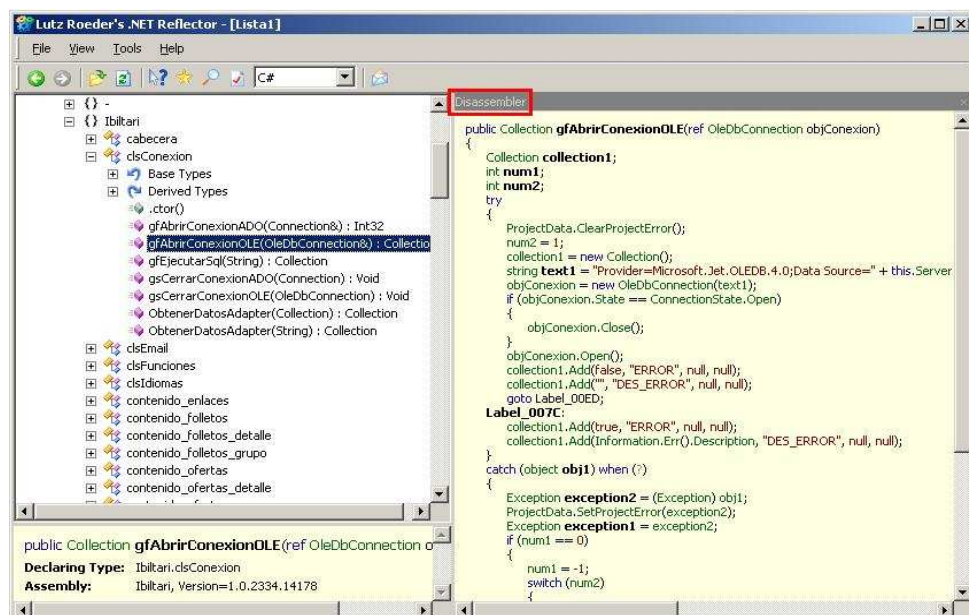 Lutz Roeder's .NET Reflector - [Lista1]
File View Tools Help
C#
{} -
{} Ibiltari
cabecera
clsConexion
Base Types
Derived Types
.ctor()
gfAbrirConexionADO(Connection&) : Int32
gfAbrirConexionOLE(OleDbConnection&) : Collectio
gfEjecutarSql(String) : Collection
gsCerrarConexionADO(Connection) : Void
gsCerrarConexionOLE(OleDbConnection) : Void
ObtenerDatosAdapter(Collection) : Collection
ObtenerDatosAdapter(String) : Collection
clsEmail
clsFunciones
clsIdiomas
contenido_enlaces
contenido_folletos
contenido_folletos_detalle
contenido_folletos_grupo
contenido_ofertas
contenido_ofertas_detalle
public Collection gfAbrirConexionOLE(ref OleDbConnection o
Declaring Type: Ibiltari.clsConexion
Assembly: Ibiltari, Version=1.0.2334.14178
Disassembler
public Collection gfAbrirConexionOLE(ref OleDbConnection objConexion)
{
Collection collection1;
int num1;
int num2;
try
{
ProjectData.ClearProjectError();
num2 = 1;
collection1 = new Collection();
string text1 = "Provider=Microsoft.Jet.OLEDB.4.0;Data Source=" + this.Server
objConexion = new OleDbConnection(text1);
if (objConexion.State == ConnectionState.Open)
{
objConexion.Close();
}
objConexion.Open();
collection1.Add(false, "ERROR", null, null);
collection1.Add("", "DES_ERROR", null, null);
goto Label_00ED;
Label_007C:
collection1.Add(true, "ERROR", null, null);
collection1.Add(Information.Err().Description, "DES_ERROR", null, null);
}
catch (object obj1) when (?)
{
Exception exception2 = (Exception) obj1;
ProjectData.SetProjectError(exception2);
Exception exception1 = exception2;
if (num1 == 0)
{
num1 = -1;
switch (num2)
{